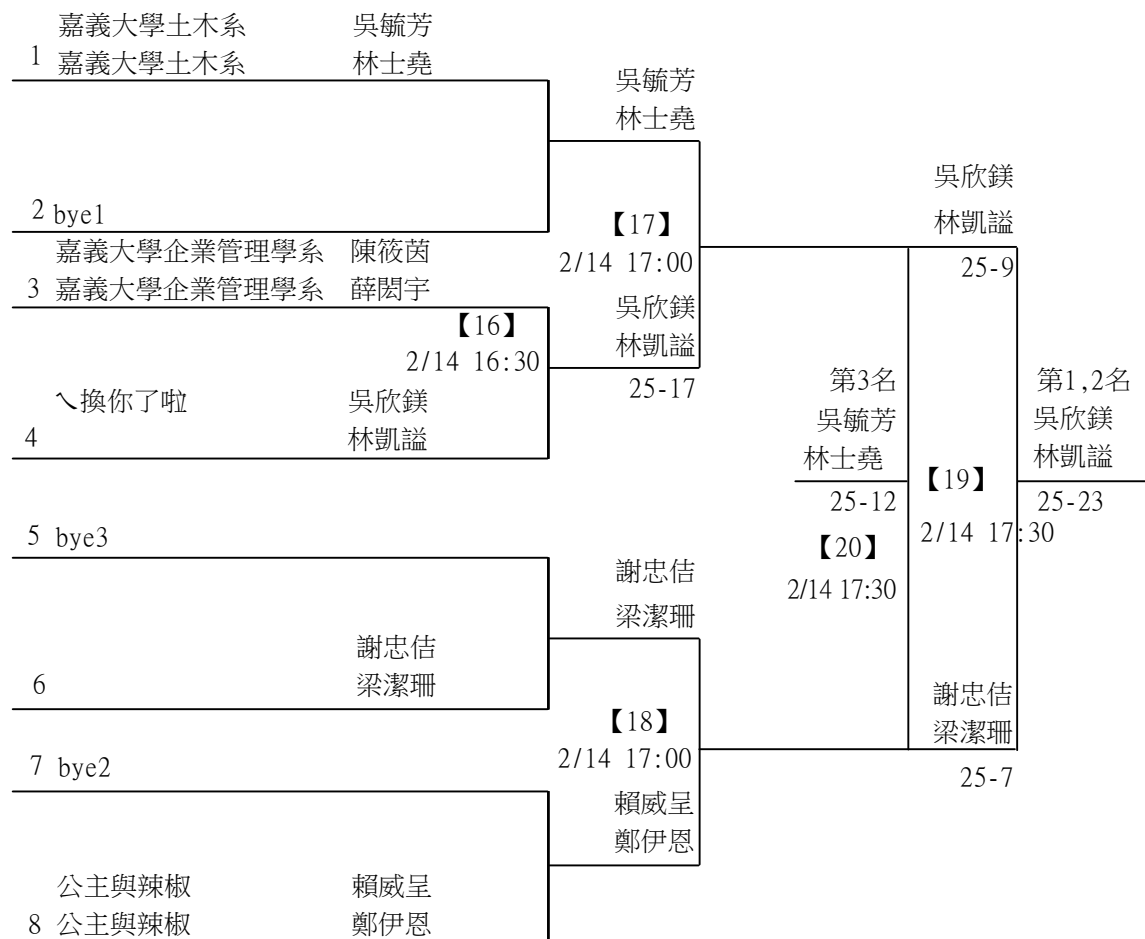 嘉義大學土木系 吳毓芳
1 嘉義大學土木系 林士堯
吳毓芳
林士堯
2 bye1
嘉義大學企業管理學系 陳筱茵
3 嘉義大學企業管理學系 薛閎宇
【16】
2/14 16:30
【17】
2/14 17:00
吳欣鎂
林凱謚
25-17
ㄟ換你了啦 吳欣鎂
4 林凱謚
吳欣鎂
林凱謚
25-9
第3名
吳毓芳
林士堯
25-12
【20】
2/14 17:30
【19】
2/14 17:30
第1,2名
吳欣鎂
林凱謚
25-23
5 bye3
謝忠佶
梁潔珊
謝忠佶
6 梁潔珊
【18】
2/14 17:00
謝忠佶
梁潔珊
25-7
7 bye2
賴威呈
鄭伊恩
公主與辣椒 賴威呈
8 公主與辣椒 鄭伊恩